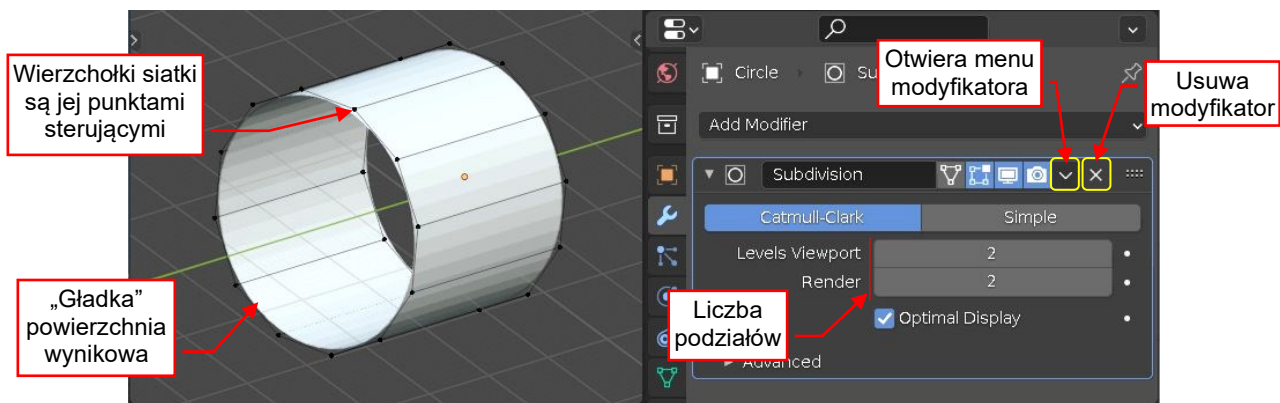 Wierzchołki siatki
są jej punktami
sterującymi
„Gładka”
powierzchnia
wynikowa
Otwiera menu
modyfikatora
Usuwa
modyfikator
Circle
Su
Add Modifier
Subdivision
Catmull-Clark Simple
Levels Viewport 2
Render 2
Liczba
podziałów
Optimal Display
Advanced